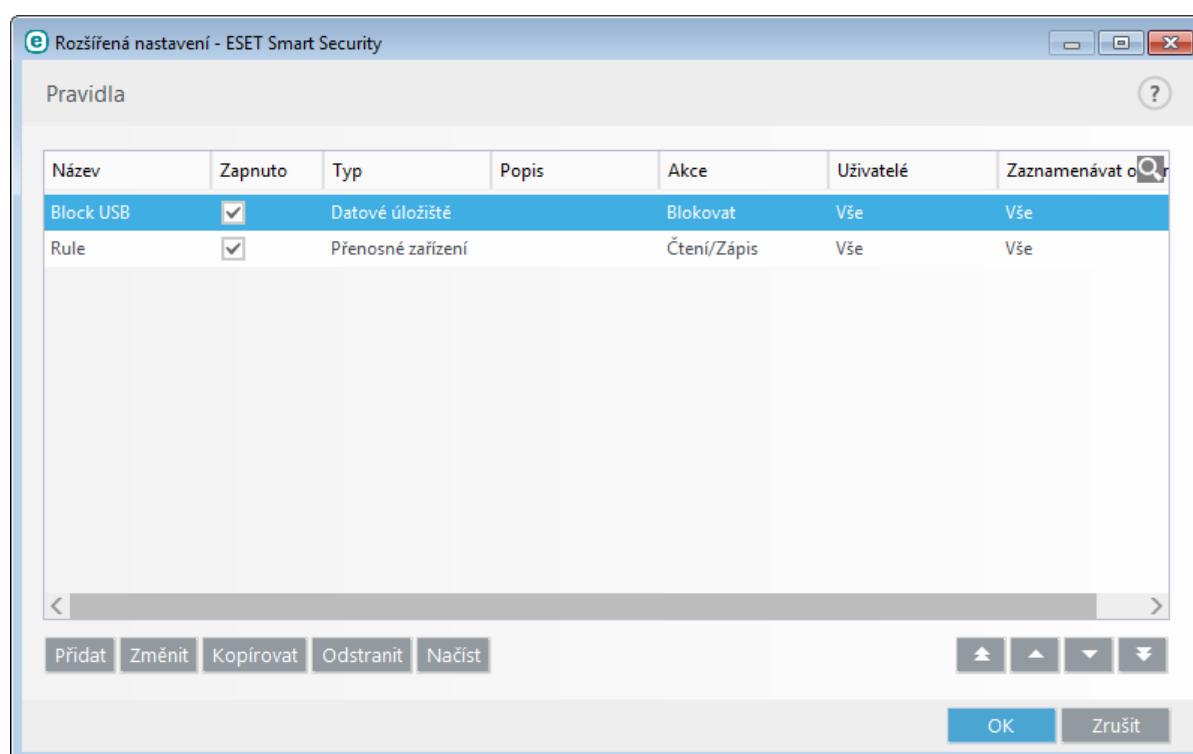 Rozšířená nastavení - ESET Smart Security
Pravidla
?
Název Zapnuto Typ Popis Akce Uživatelé Zaznamenávat o
Block USB Datové úložiště Blokovat Vše Vše
Rule Přenosné zařízení Čtení/Zápis Vše Vše
Přidat Změnit Kopírovat Odstranit Načíst
OK Zrušit